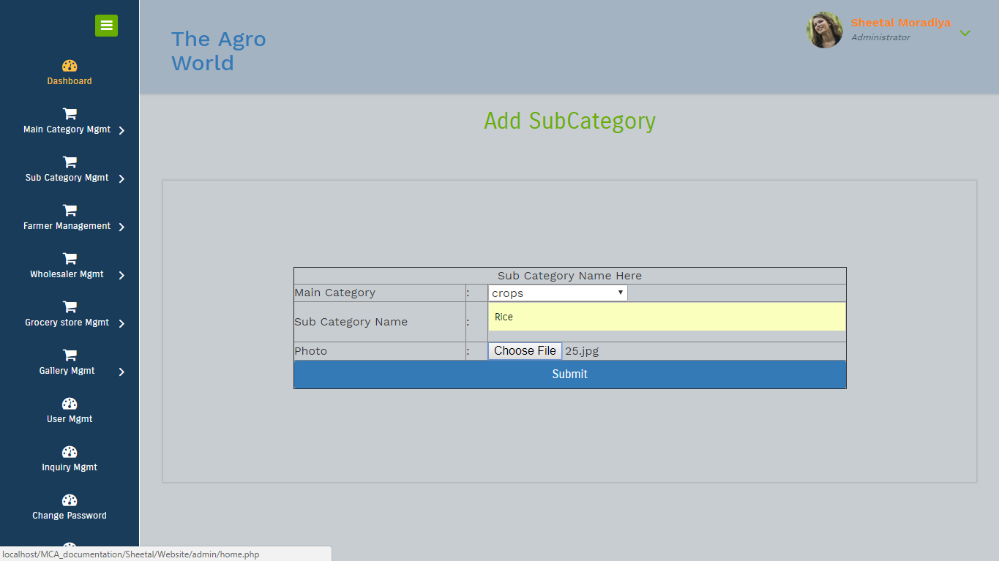 The Agro
World
Sheetal Moradiya
Administrator
Dashboard
Main Category Mgmt
Sub Category Mgmt
Farmer Management
Wholesaler Mgmt
Grocery store Mgmt
Gallery Mgmt
User Mgmt
Inquiry Mgmt
Change Password
Add SubCategory
Sub Category Name Here
Main Category : crops
Sub Category Name : Rice
Photo : Choose File 25.jpg
Submit
localhost/MCA_documentation/Sheetal/Website/admin/home.php